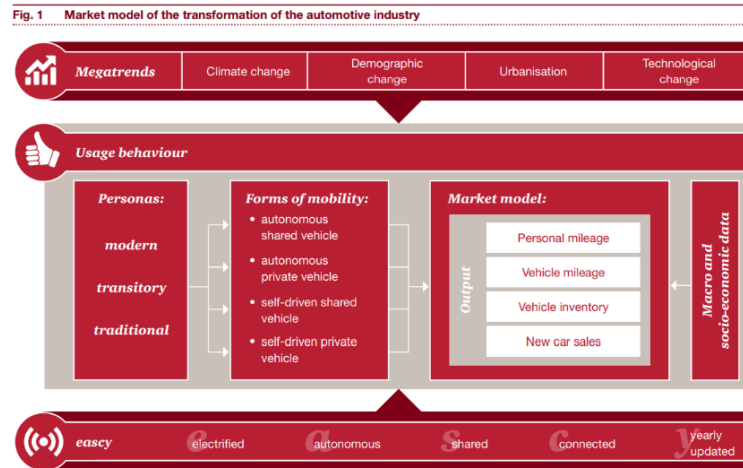 Fig. 1 Market model of the transformation of the automotive industry
Megatrends
Climate change
Demographic
change
Urbanisation
Technological
change
Usage behaviour
Personas:
modern
transitory
traditional
Forms of mobility:
• autonomous
shared vehicle
• autonomous
private vehicle
• self-driven shared
vehicle
• self-driven private
vehicle
Market model:
Output
Personal mileage
Vehicle mileage
Vehicle inventory
New car sales
Macro and
socio-economic data
eascy
electrified
autonomous
shared
connected
yearly
updated